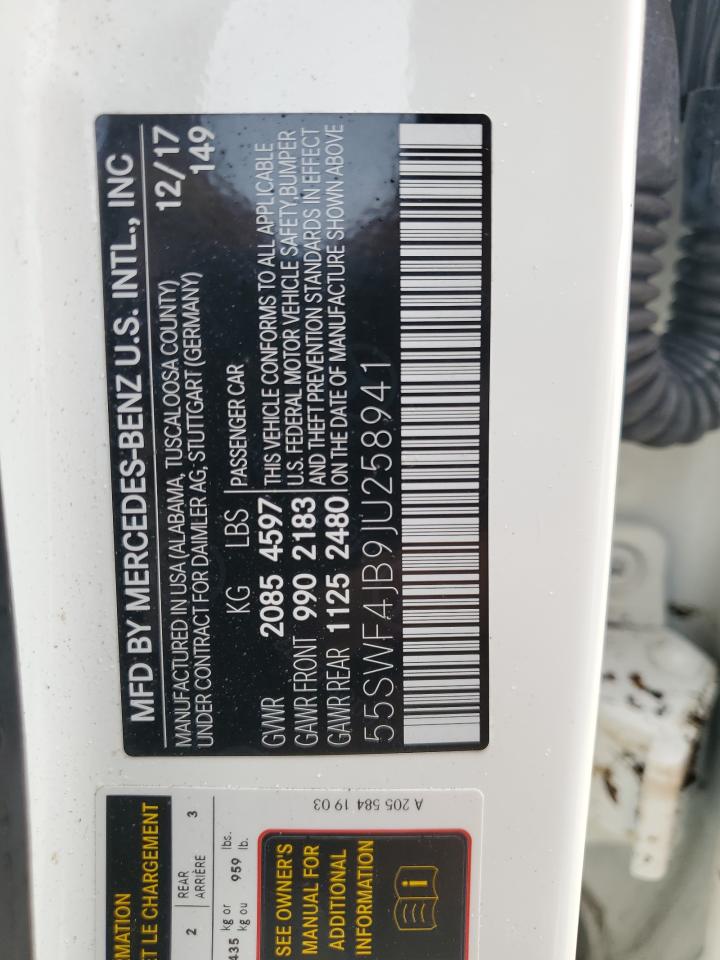 MFD BY MERCEDES-BENZ U.S. INTL., INC
MANUFACTURED IN USA (ALABAMA, TUSCALOOSA COUNTY)
UNDER CONTRACT FOR DAIMLER AG, STUTTGART (GERMANY)
12/17
149
KG LBS
GVWR 2085 4597
GAWR FRONT 990 2183
GAWR REAR 1125 2480
PASSENGER CAR
THIS VEHICLE CONFORMS TO ALL APPLICABLE
U.S. FEDERAL MOTOR VEHICLE SAFETY,BUMPER
AND THEFT PREVENTION STANDARDS IN EFFECT
ON THE DATE OF MANUFACTURE SHOWN ABOVE
55SWF4JB9JU258941
ET LE CHARGEMENT
2 REAR 3
ARRIÈRE
435 kg or 959 lbs.
kg ou lb.
SEE OWNER'S
MANUAL FOR
ADDITIONAL
INFORMATION
A 205 584 19 03